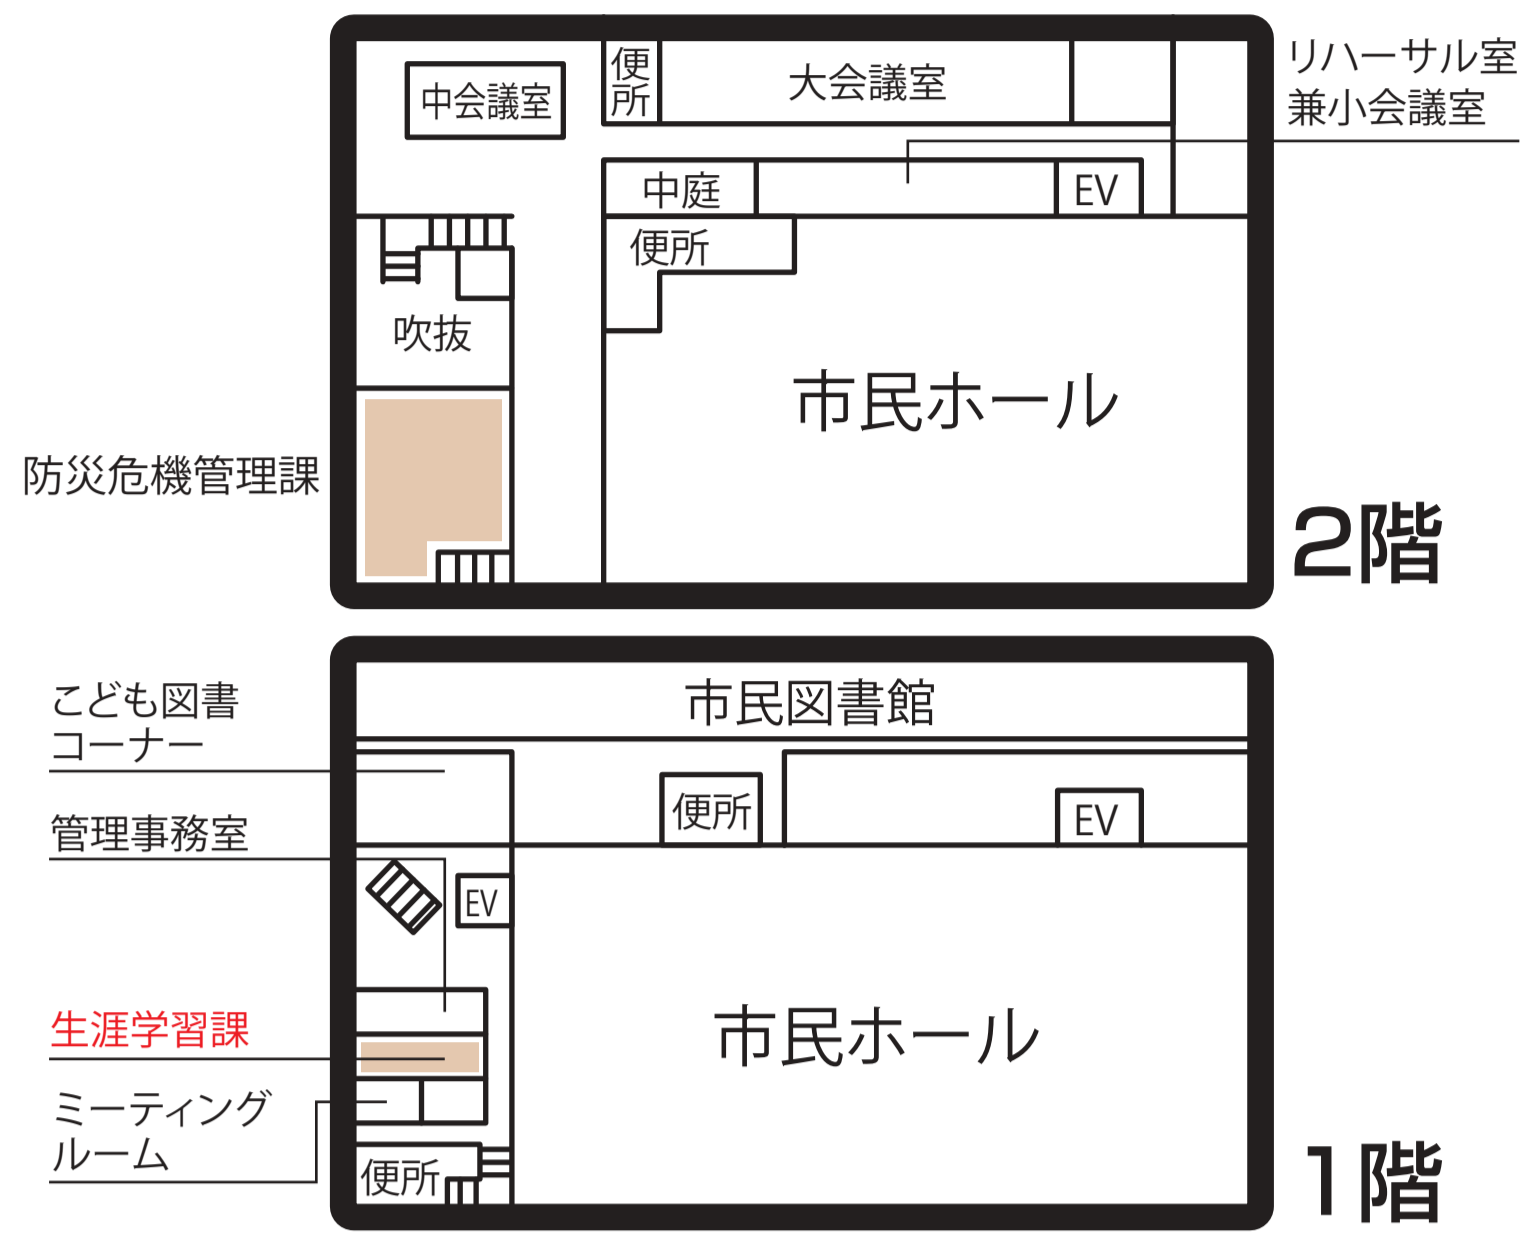 リハーサル室
兼小会議室
便所
大会議室
中会議室
中庭
EV
便所
吹抜
市民ホール
防災危機管理課
2階
こども図書
コーナー
市民図書館
便所
EV
管理事務室
EV
生涯学習課
市民ホール
ミーティング
ルーム
便所
1階